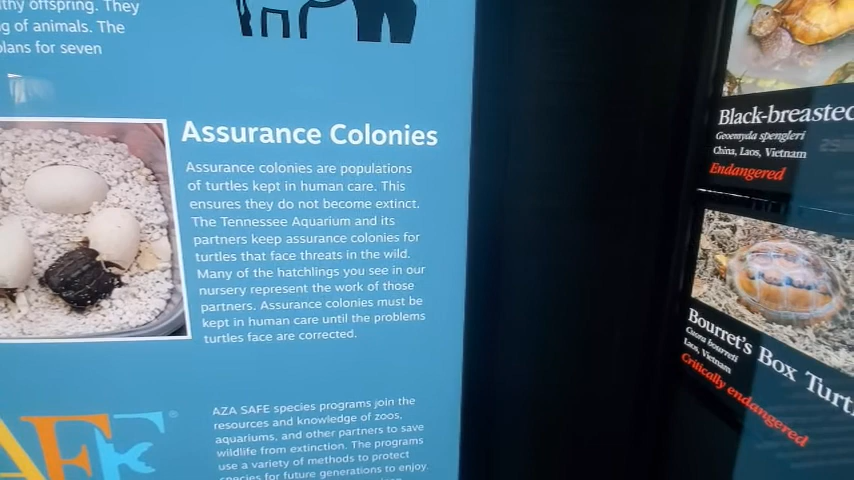 lthy offspring. They
g of animals. The
plans for seven
Assurance Colonies
Assurance colonies are populations
of turtles kept in human care. This
ensures they do not become extinct.
The Tennessee Aquarium and its
partners keep assurance colonies for
turtles that face threats in the wild.
Many of the hatchlings you see in our
nursery represent the work of those
partners. Assurance colonies must be
kept in human care until the problems
turtles face are corrected.
AFE
AZA SAFE species programs join the
resources and knowledge of zoos,
aquariums, and other partners to save
wildlife from extinction. The programs
use a variety of methods to protect
species for future generations to enjoy.
Black-breasted
Geoemyda spengleri
China, Laos, Vietnam
Endangered
Bourret's Box Turtl
Cuora bourreti
Laos, Vietnam
Critically endangered